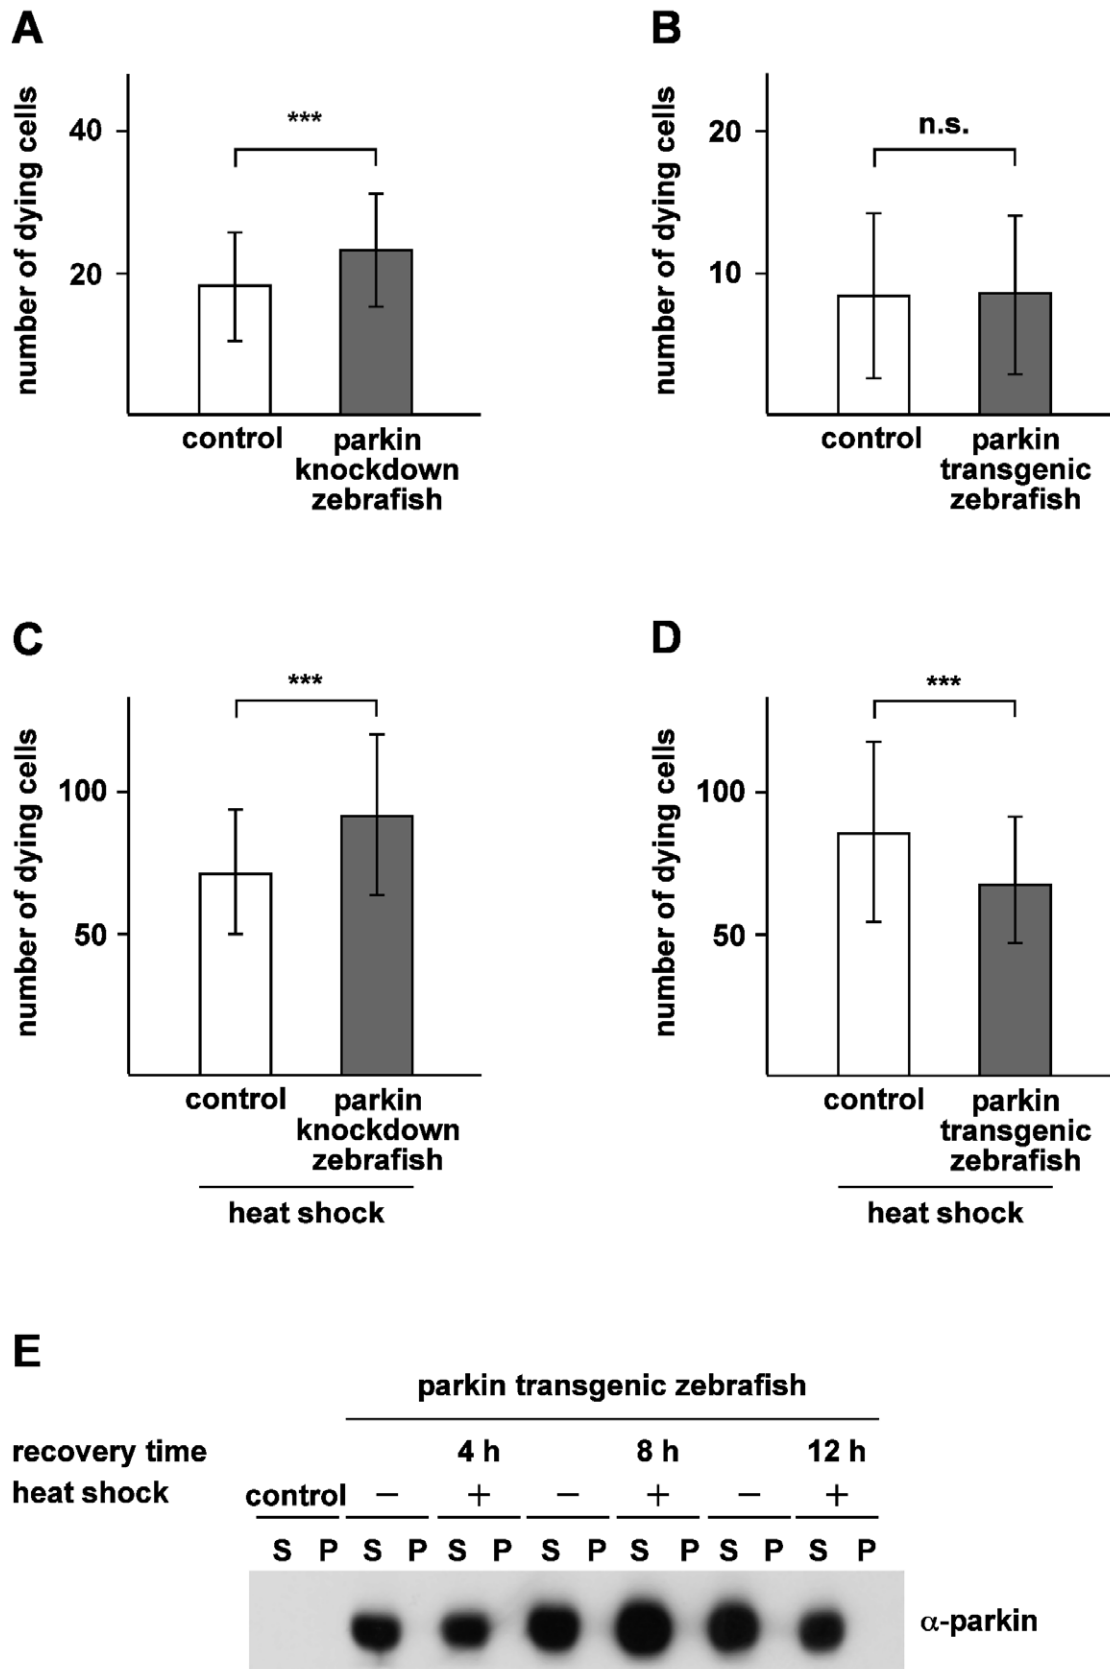 A
number of dying cells
40
20
***
control
parkin
knockdown
zebrafish
B
number of dying cells
20
10
n.s.
control
parkin
transgenic
zebrafish
C
number of dying cells
100
50
***
control
parkin
knockdown
zebrafish
heat shock
D
number of dying cells
100
50
***
control
parkin
transgenic
zebrafish
heat shock
E
parkin transgenic zebrafish
recovery time 4 h 8 h 12 h
heat shock control − + − + − +
S P S P S P S P S P S P S P
α-parkin